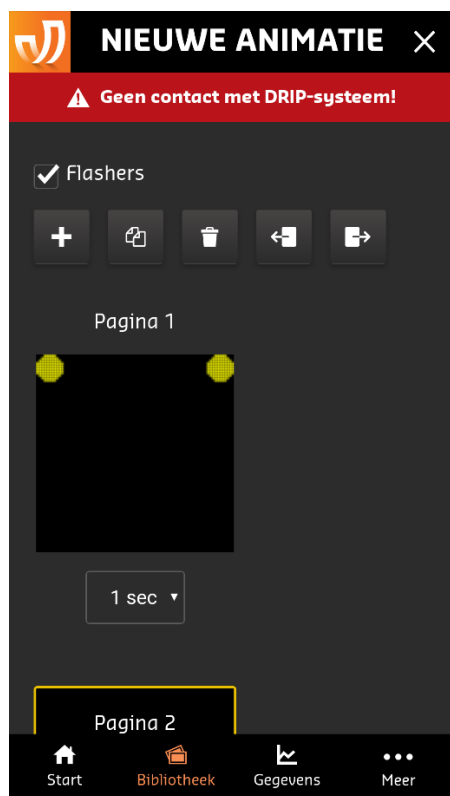 NIEUWE ANIMATIE
Geen contact met DRIP-systeem!
Flashers
Pagina 1
1 sec
Pagina 2
Start Bibliotheek Gegevens Meer